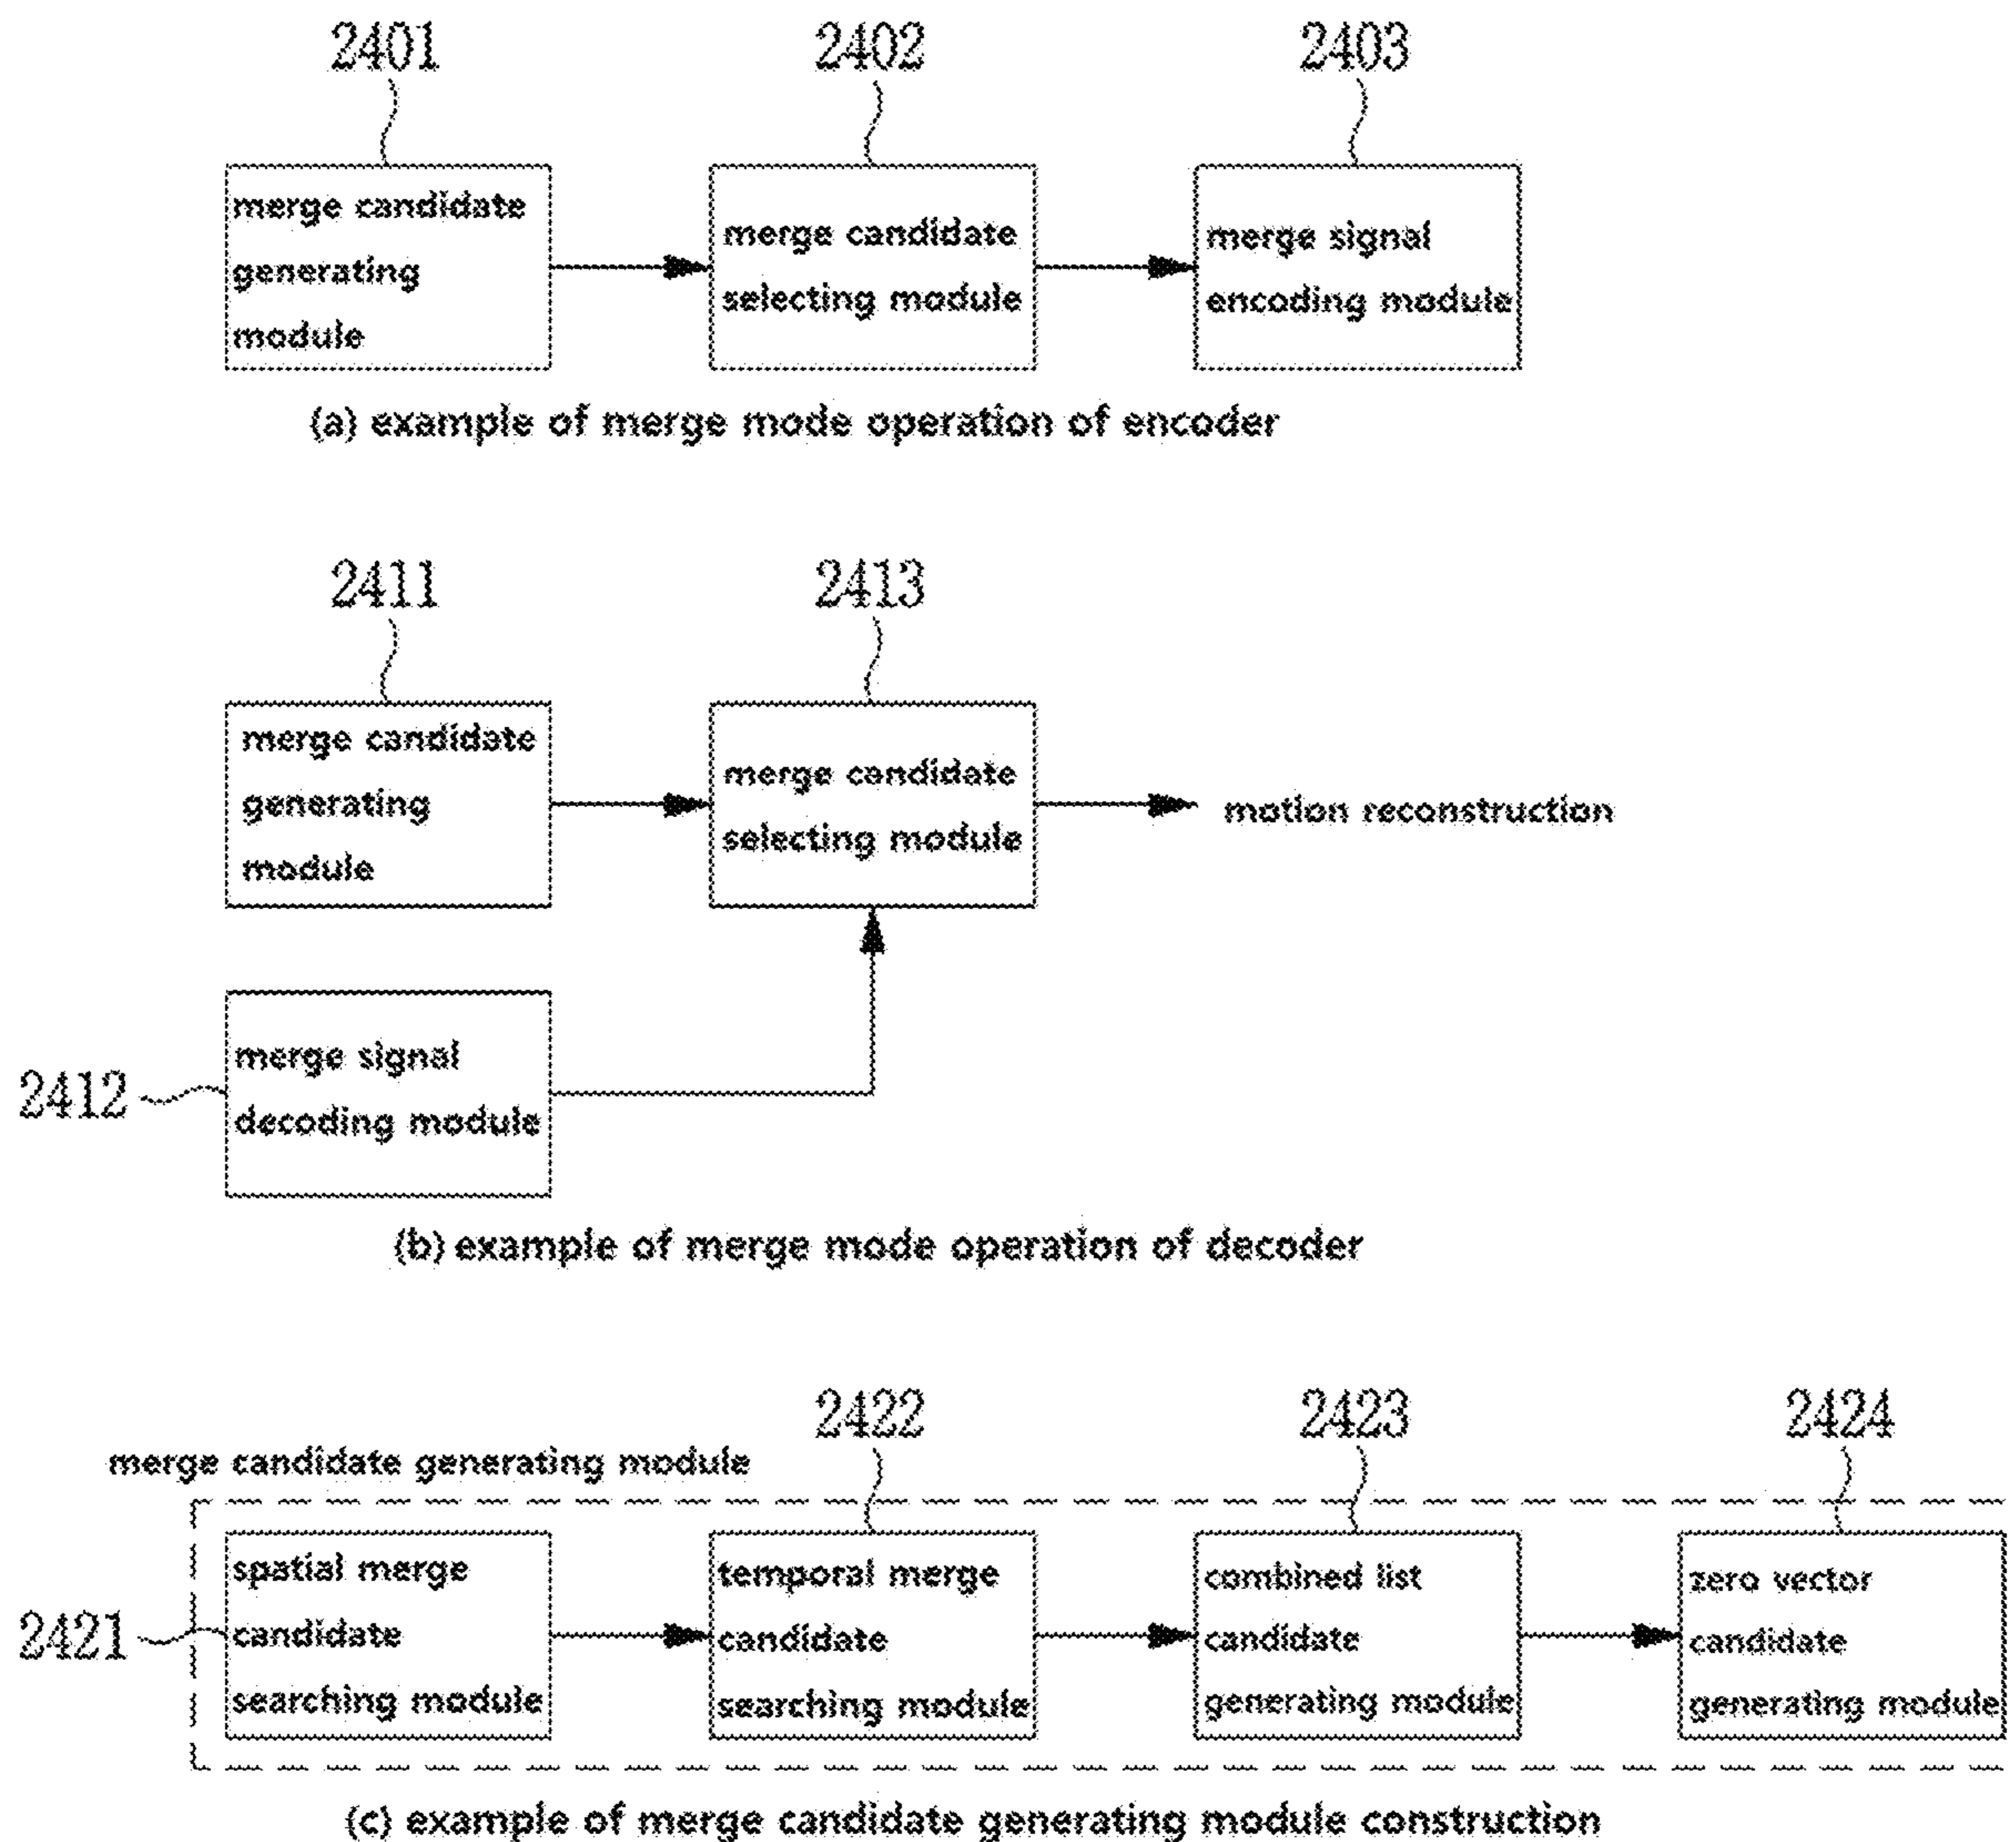 2401
2402
2403
merge candidate
generating
module
merge candidate
selecting module
merge signal
encoding module
(a) example of merge mode operation of encoder
2411
2413
merge candidate
generating
module
merge candidate
selecting module
motion reconstruction
2412
merge signal
decoding module
(b) example of merge mode operation of decoder
2422
2423
2424
merge candidate generating module
2421
spatial merge
candidate
searching module
temporal merge
candidate
searching module
combined list
candidate
generating module
zero vector
candidate
generating module
(c) example of merge candidate generating module construction